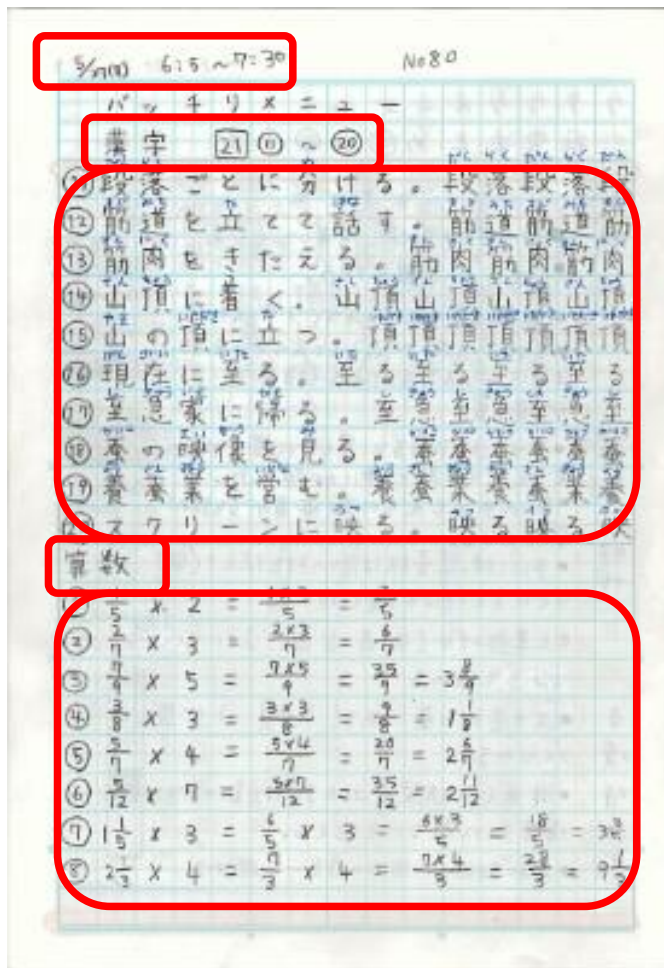 5/27(月) 6:5〜7:30 No80
バッチリメニュー
漢字 21 ⑪〜⑳
⑪段落ごとに分ける。段落段落段
⑫筋道を立てて話す。筋道筋道筋
⑬筋肉をきたえる。筋肉筋肉筋肉
⑭山頂に着く。山頂山頂山頂山頂
⑮山の頂に立つ。頂頂頂頂頂頂頂
⑯現在に至る。至る至る至る至る
⑰至急家に帰る。至急至急至急至
⑱蚕の映像を見る。蚕蚕蚕蚕蚕蚕
⑲養蚕業を営む。養蚕業養蚕業養
⑳スクリーンに映る。映る映る映
算数
① 1/5 × 2 = 1×2/5 = 2/5
② 2/7 × 3 = 2×3/7 = 6/7
③ 7/9 × 5 = 7×5/9 = 35/9 = 3 8/9
④ 3/8 × 3 = 3×3/8 = 9/8 = 1 1/8
⑤ 5/7 × 4 = 5×4/7 = 20/7 = 2 6/7
⑥ 5/12 × 7 = 5×7/12 = 35/12 = 2 11/12
⑦ 1 1/5 × 3 = 6/5 × 3 = 6×3/5 = 18/5 = 3 3/5
⑧ 2 1/3 × 4 = 7/3 × 4 = 7×4/3 = 28/3 = 9 1/3